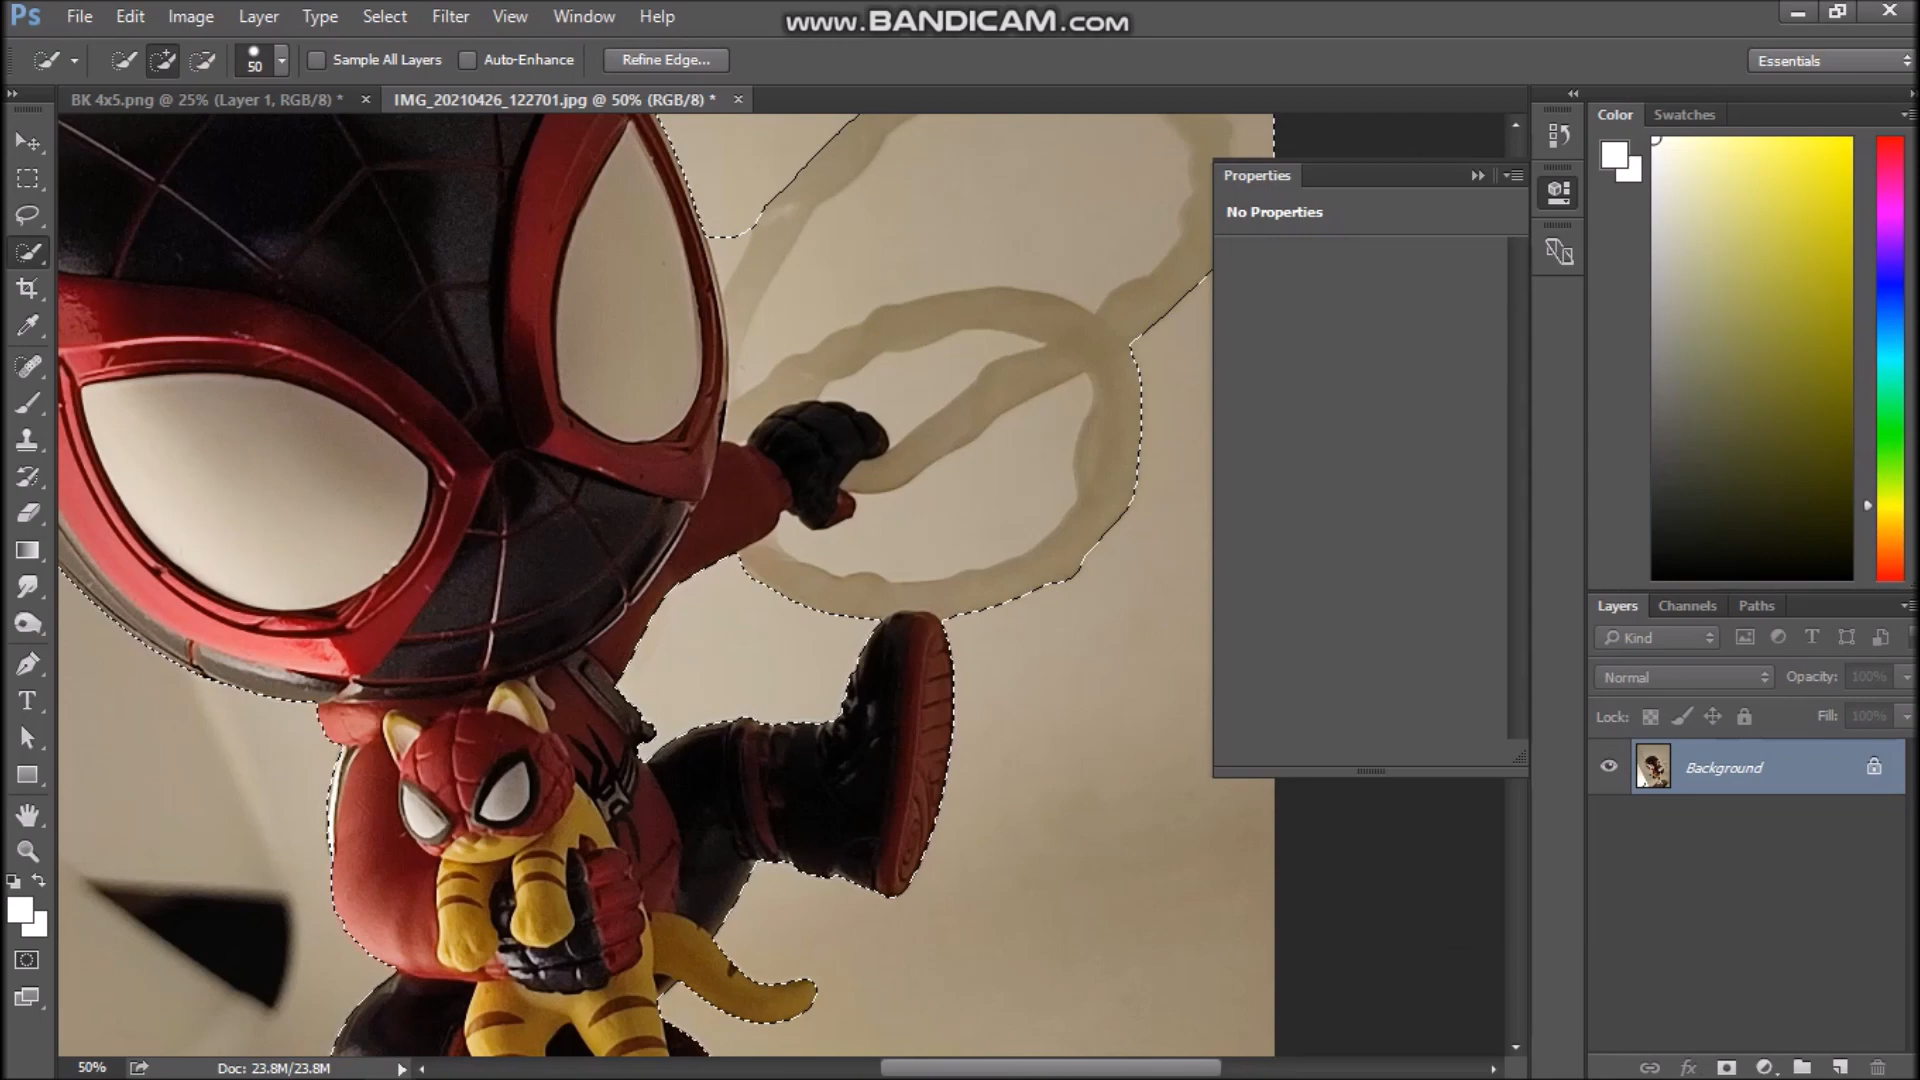 Ps File Edit Image Layer Type Select Filter View Window Help
www.BANDICAM.com
50 Sample All Layers Auto-Enhance Refine Edge... Essentials
BK 4x5.png @ 25% (Layer 1, RGB/8) * × IMG_20210426_122701.jpg @ 50% (RGB/8) * ×
Color Swatches
Properties
No Properties
Layers Channels Paths
Kind
Normal Opacity: 100%
Lock: Fill: 100%
Background
50% Doc: 23.8M/23.8M